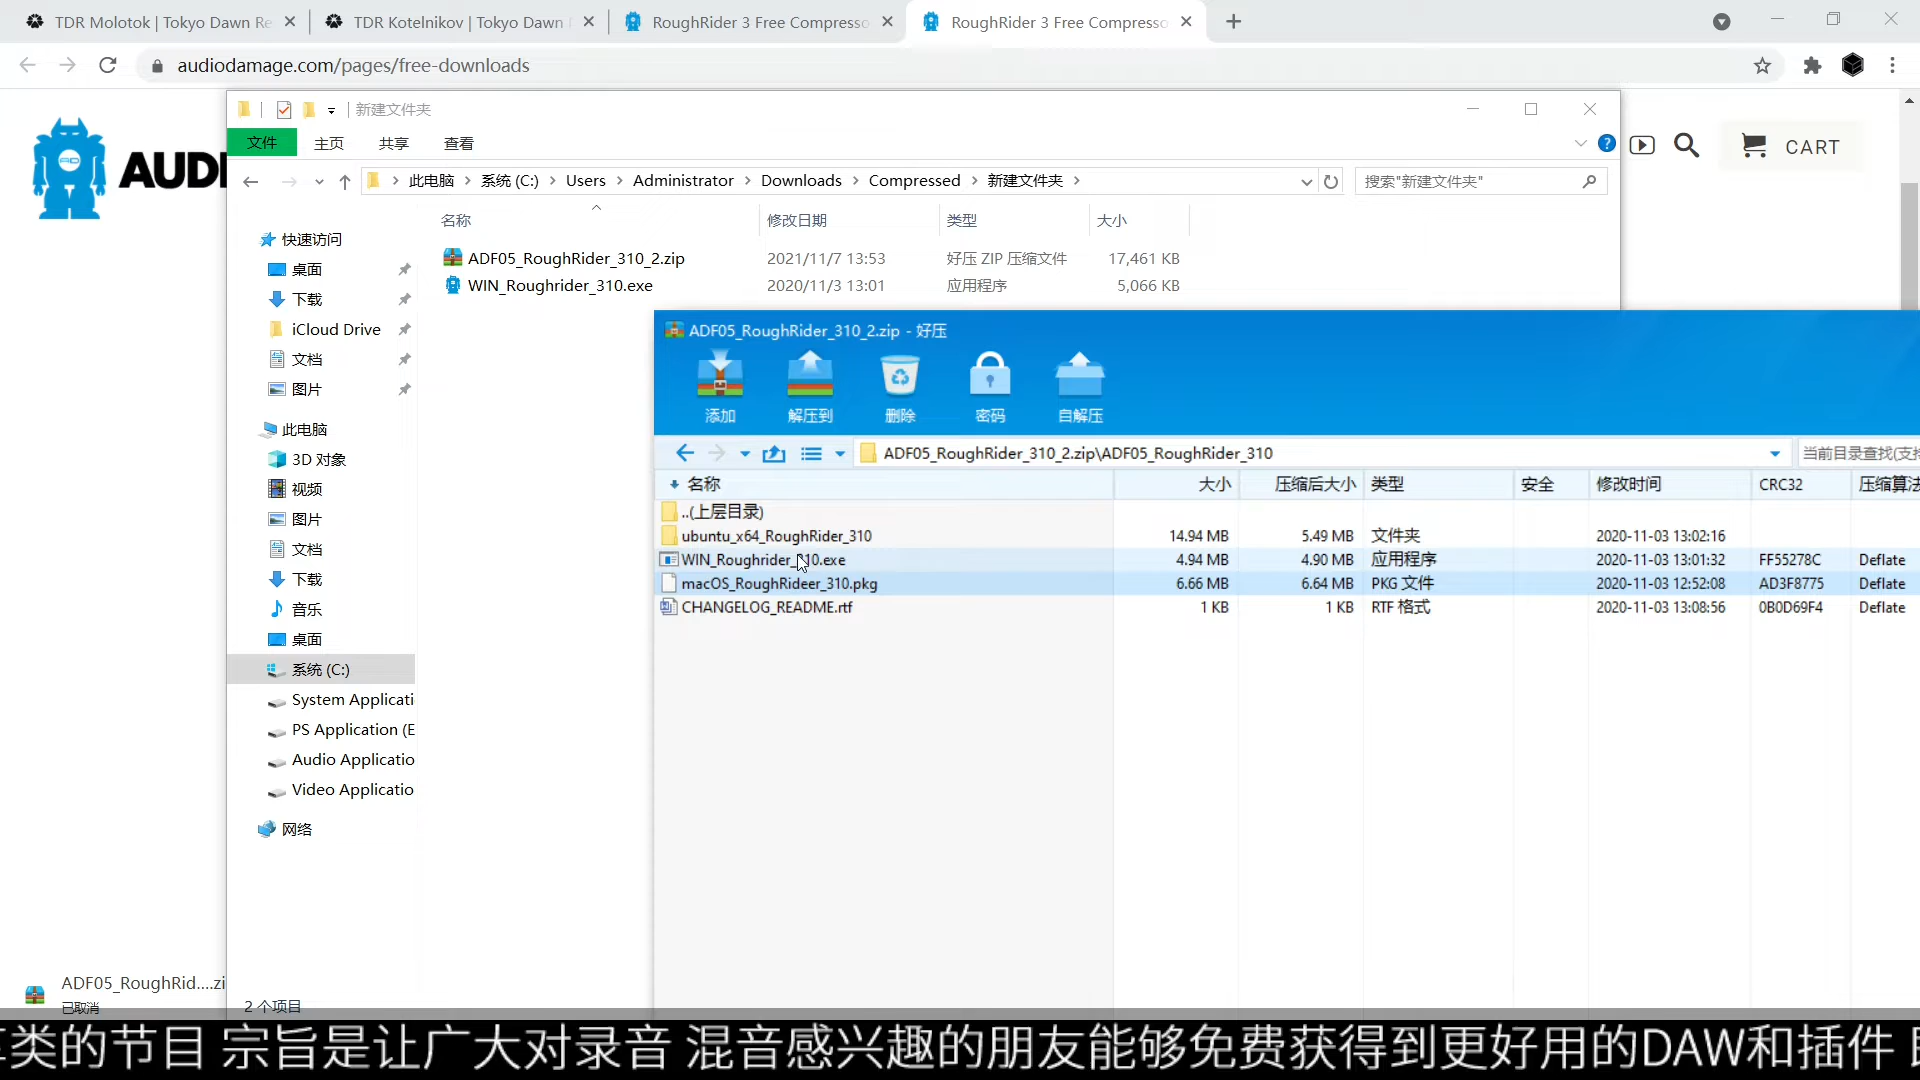 TDR Molotok | Tokyo Dawn Re
TDR Kotelnikov | Tokyo Dawn
RoughRider 3 Free Compresso
RoughRider 3 Free Compresso
audiodamage.com/pages/free-downloads
AD
AUDI
CART
新建文件夹
文件 主页 共享 查看
此电脑 系统 (C:) Users Administrator Downloads Compressed 新建文件夹
搜索"新建文件夹"
名称 修改日期 类型 大小
ADF05_RoughRider_310_2.zip 2021/11/7 13:53 好压 ZIP 压缩文件 17,461 KB
WIN_Roughrider_310.exe 2020/11/3 13:01 应用程序 5,066 KB
快速访问
桌面
下载
iCloud Drive
文档
图片
此电脑
3D 对象
视频
图片
文档
下载
音乐
桌面
系统 (C:)
System Applicati
PS Application (E
Audio Applicatio
Video Applicatio
网络
2 个项目
ADF05_RoughRider_310_2.zip - 好压
添加 解压到 删除 密码 自解压
ADF05_RoughRider_310_2.zip\ADF05_RoughRider_310
当前目录查找(支持
名称 大小 压缩后大小 类型 安全 修改时间 CRC32 压缩算法
..(上层目录)
ubuntu_x64_RoughRider_310 14.94 MB 5.49 MB 文件夹 2020-11-03 13:02:16
WIN_Roughrider_310.exe 4.94 MB 4.90 MB 应用程序 2020-11-03 13:01:32 FF55278C Deflate
macOS_RoughRideer_310.pkg 6.66 MB 6.64 MB PKG 文件 2020-11-03 12:52:08 AD3F8775 Deflate
CHANGELOG_README.rtf 1 KB 1 KB RTF 格式 2020-11-03 13:08:56 0B0D69F4 Deflate
ADF05_RoughRid....zi
已取消
类的节目 宗旨是让广大对录音 混音感兴趣的朋友能够免费获得到更好用的DAW和插件